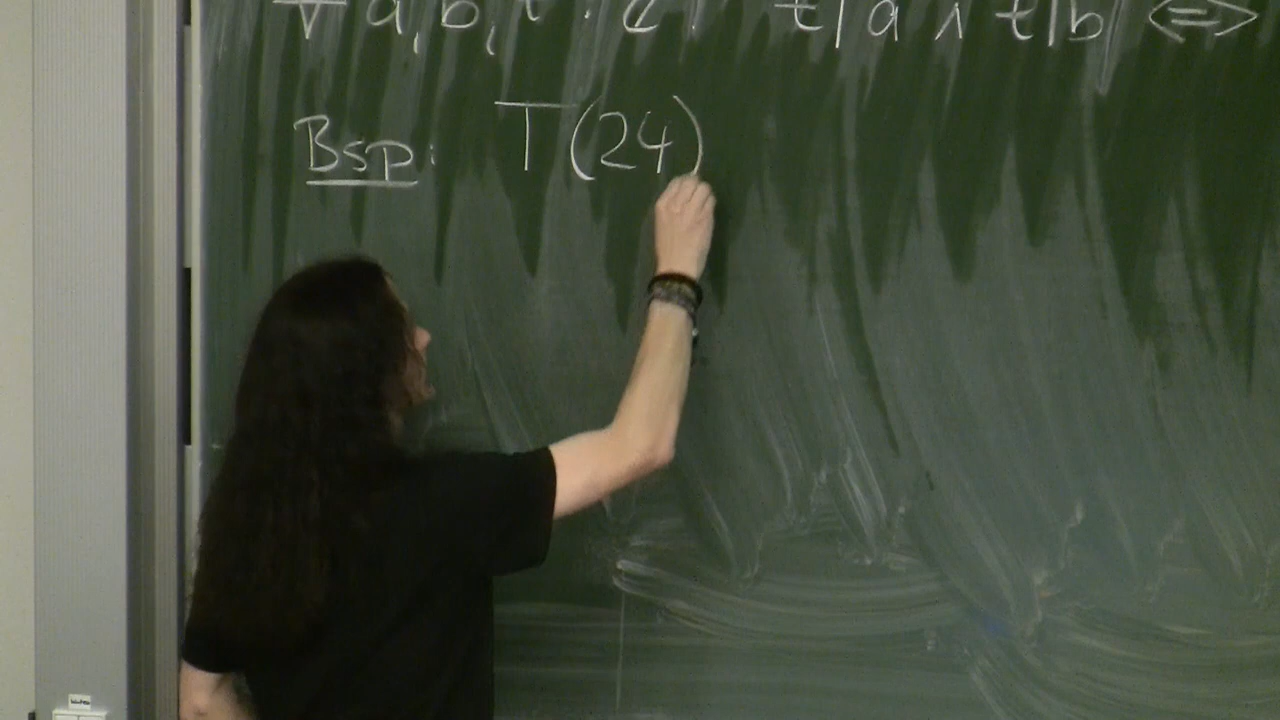 ∀ a, b, t : t|a ∧ t|b <=>
Bsp: T(24)